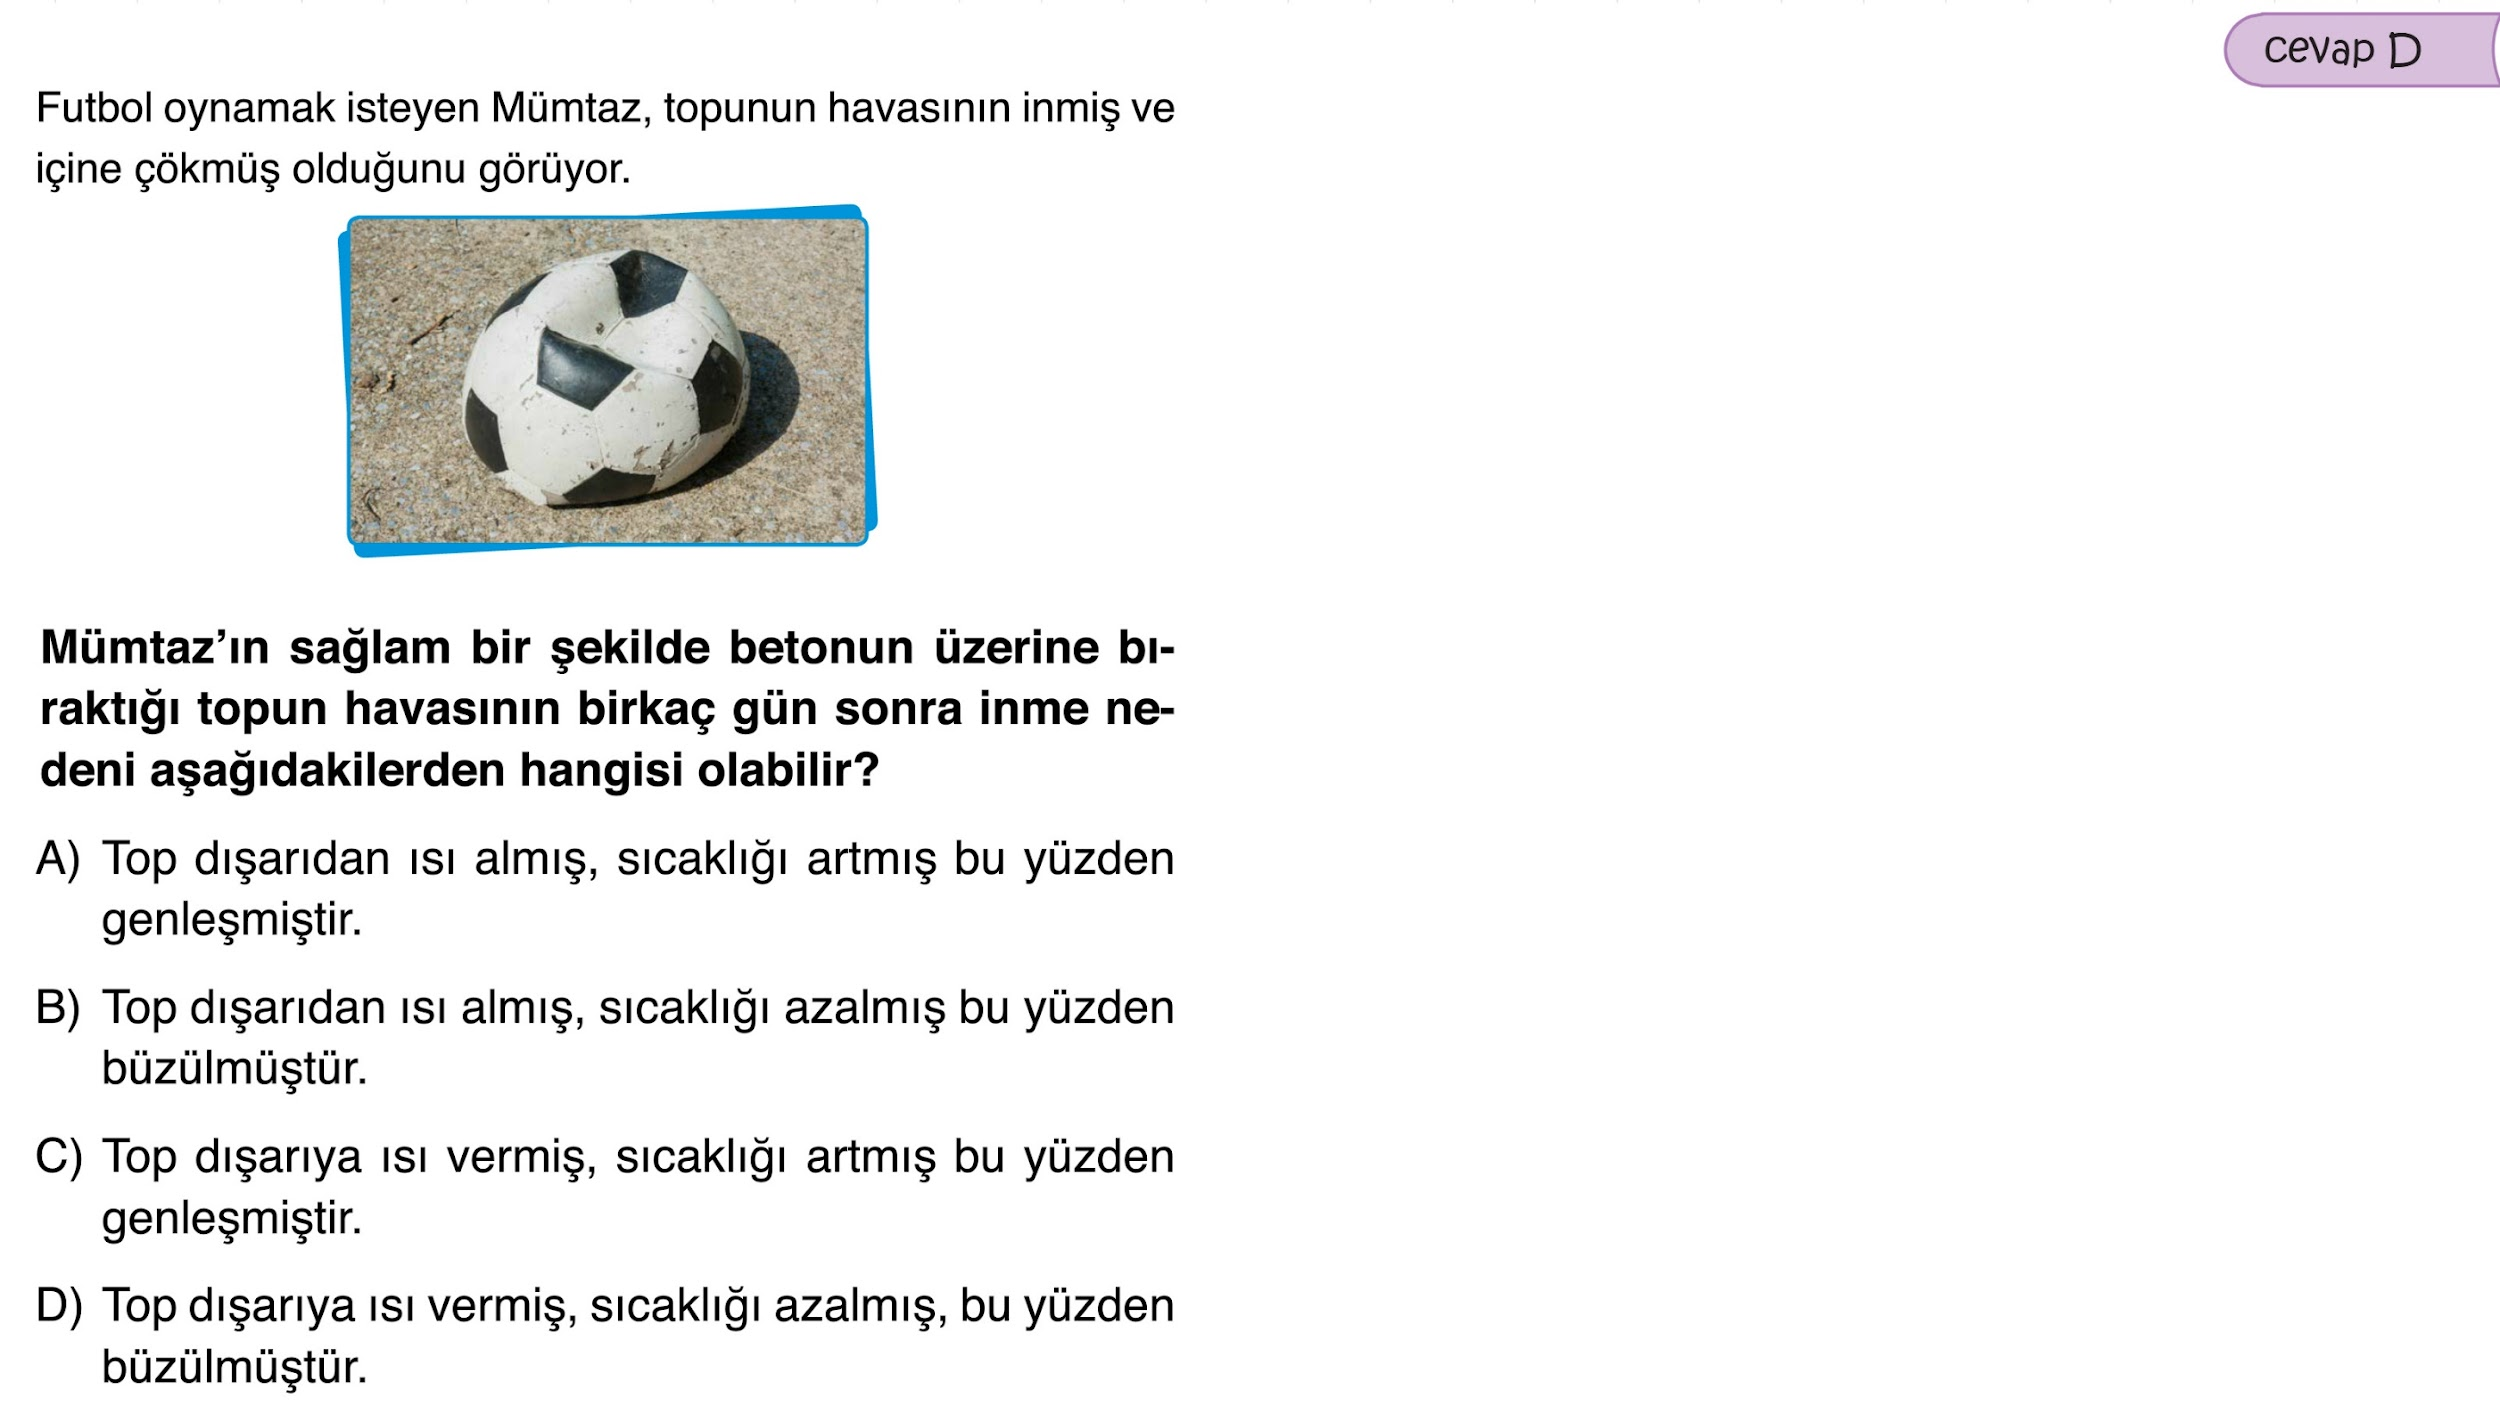 cevap D
Futbol oynamak isteyen Mümtaz, topunun havasının inmiş ve
içine çökmüş olduğunu görüyor.
Mümtaz’ın sağlam bir şekilde betonun üzerine bı-
raktığı topun havasının birkaç gün sonra inme ne-
deni aşağıdakilerden hangisi olabilir?
A) Top dışarıdan ısı almış, sıcaklığı artmış bu yüzden
genleşmiştir.
B) Top dışarıdan ısı almış, sıcaklığı azalmış bu yüzden
büzülmüştür.
C) Top dışarıya ısı vermiş, sıcaklığı artmış bu yüzden
genleşmiştir.
D) Top dışarıya ısı vermiş, sıcaklığı azalmış, bu yüzden
büzülmüştür.